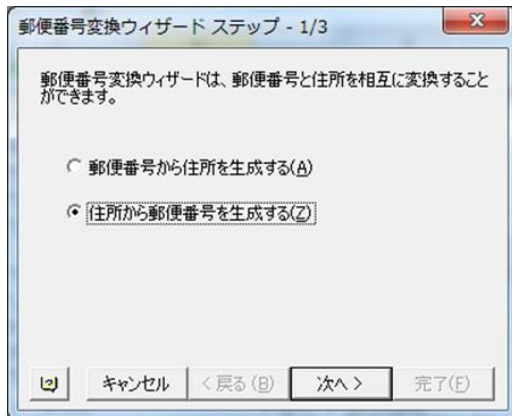 郵便番号変換ウィザード ステップ - 1/3
郵便番号変換ウィザードは、郵便番号と住所を相互に変換すること
ができます。
郵便番号から住所を生成する(A)
住所から郵便番号を生成する(Z)
キャンセル
< 戻る(B)
次へ >
完了(F)